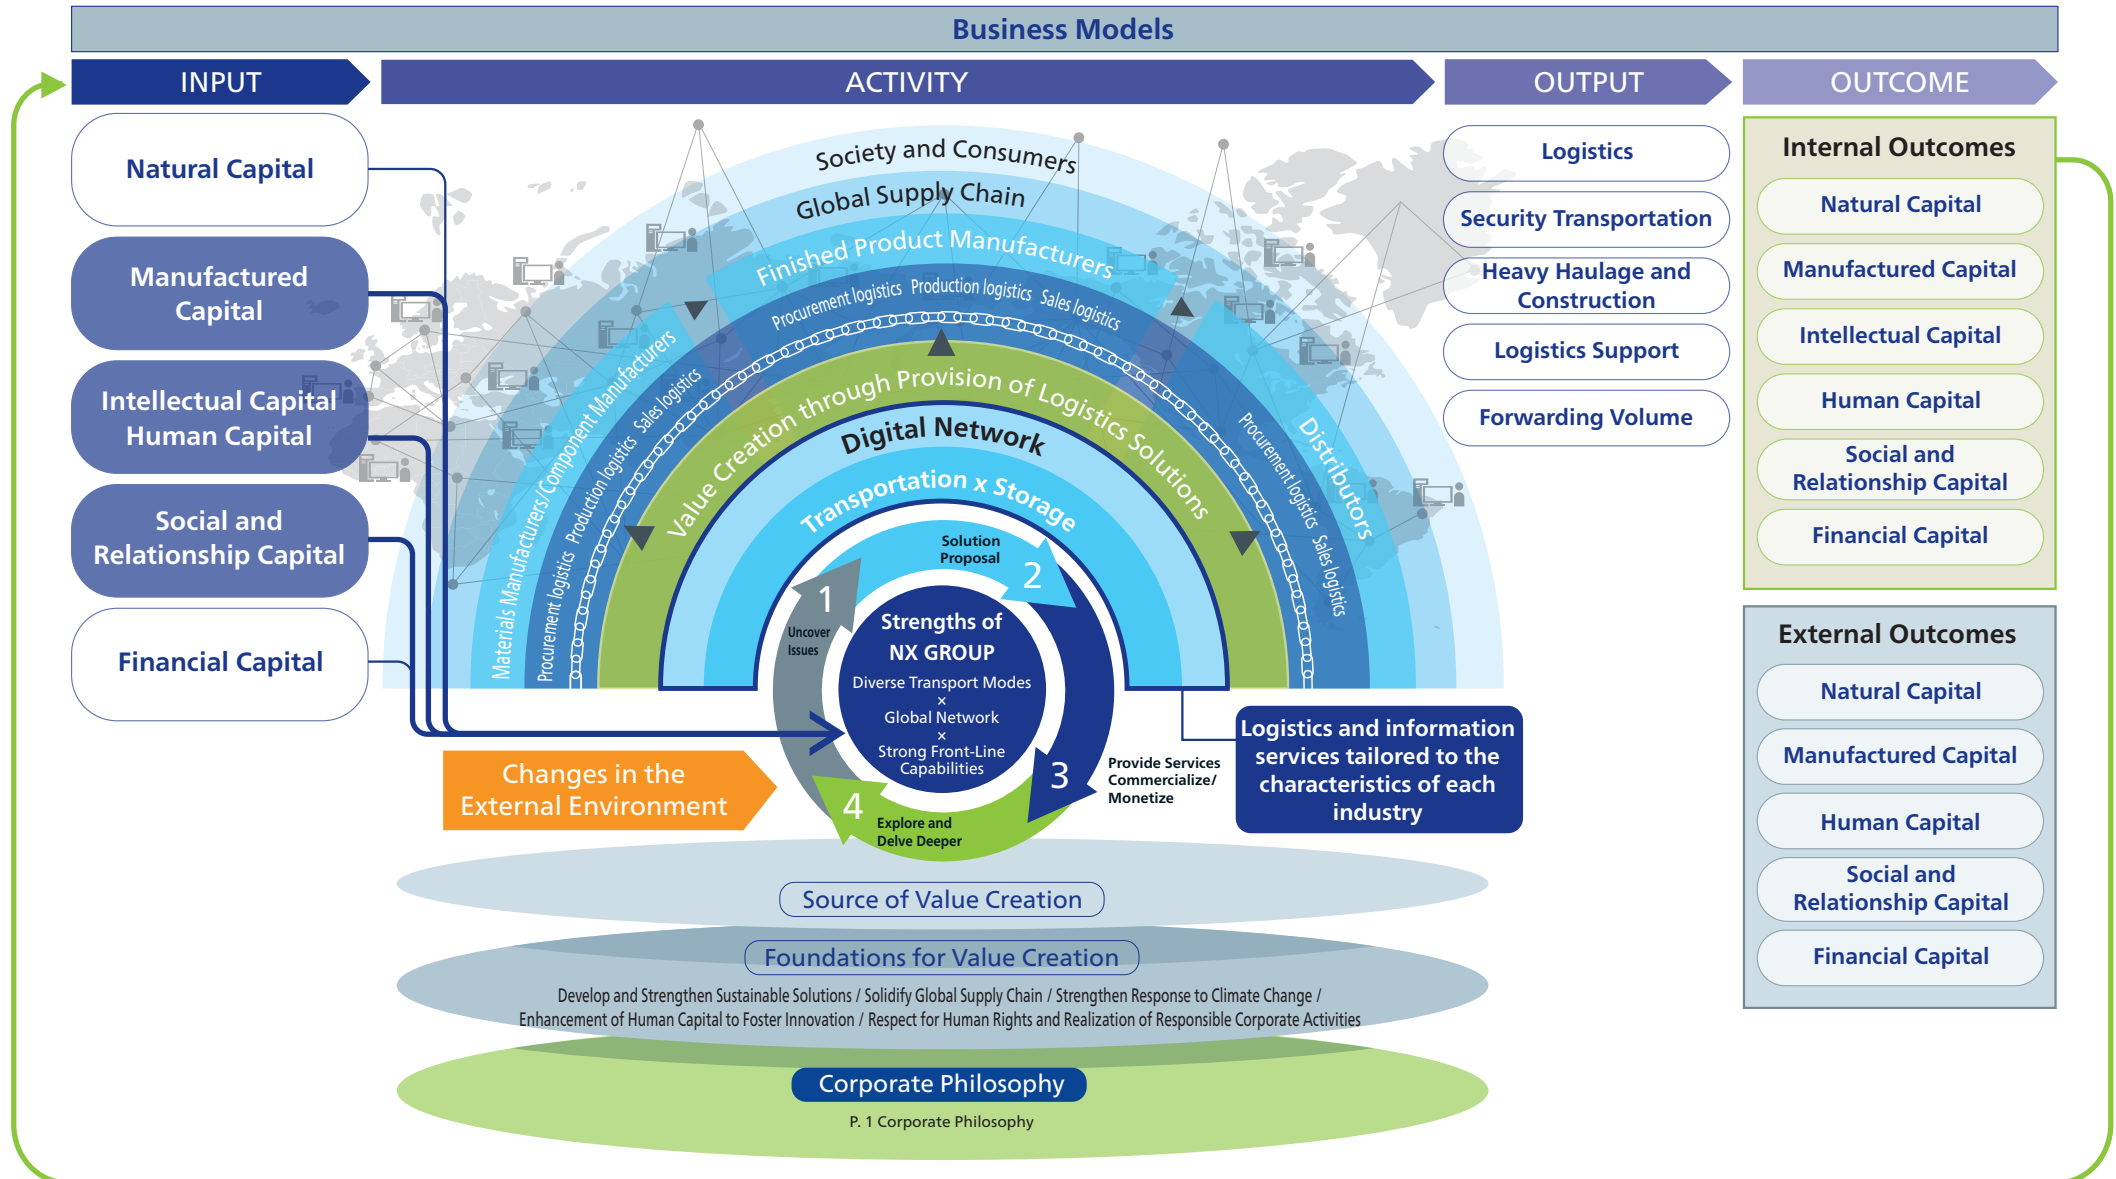 Business Models
INPUT
ACTIVITY
OUTPUT
OUTCOME
Natural Capital
Manufactured
Capital
Intellectual Capital
Human Capital
Social and
Relationship Capital
Financial Capital
Society and Consumers
Global Supply Chain
Finished Product Manufacturers
Procurement logistics Production logistics Sales logistics
Materials Manufacturers/Component Manufacturers
Procurement logistics Production logistics Sales logistics
Distributors
Procurement logistics Sales logistics
Value Creation through Provision of Logistics Solutions
Digital Network
Transportation x Storage
1
Uncover
Issues
Solution
Proposal
2
3
Provide Services
Commercialize/
Monetize
4
Explore and
Delve Deeper
Strengths of
NX GROUP
Diverse Transport Modes
×
Global Network
×
Strong Front-Line
Capabilities
Changes in the
External Environment
Logistics and information
services tailored to the
characteristics of each
industry
Source of Value Creation
Foundations for Value Creation
Develop and Strengthen Sustainable Solutions / Solidify Global Supply Chain / Strengthen Response to Climate Change /
Enhancement of Human Capital to Foster Innovation / Respect for Human Rights and Realization of Responsible Corporate Activities
Corporate Philosophy
P. 1 Corporate Philosophy
Logistics
Security Transportation
Heavy Haulage and
Construction
Logistics Support
Forwarding Volume
Internal Outcomes
Natural Capital
Manufactured Capital
Intellectual Capital
Human Capital
Social and
Relationship Capital
Financial Capital
External Outcomes
Natural Capital
Manufactured Capital
Human Capital
Social and
Relationship Capital
Financial Capital